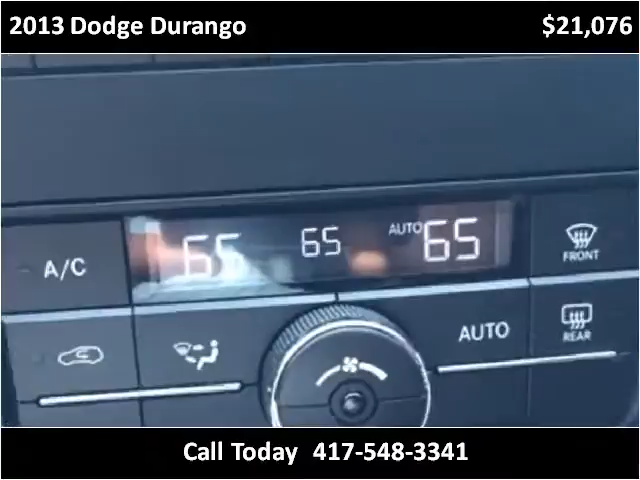 2013 Dodge Durango $21,076
65 65 AUTO 65
A/C
FRONT
AUTO
REAR
Call Today 417-548-3341